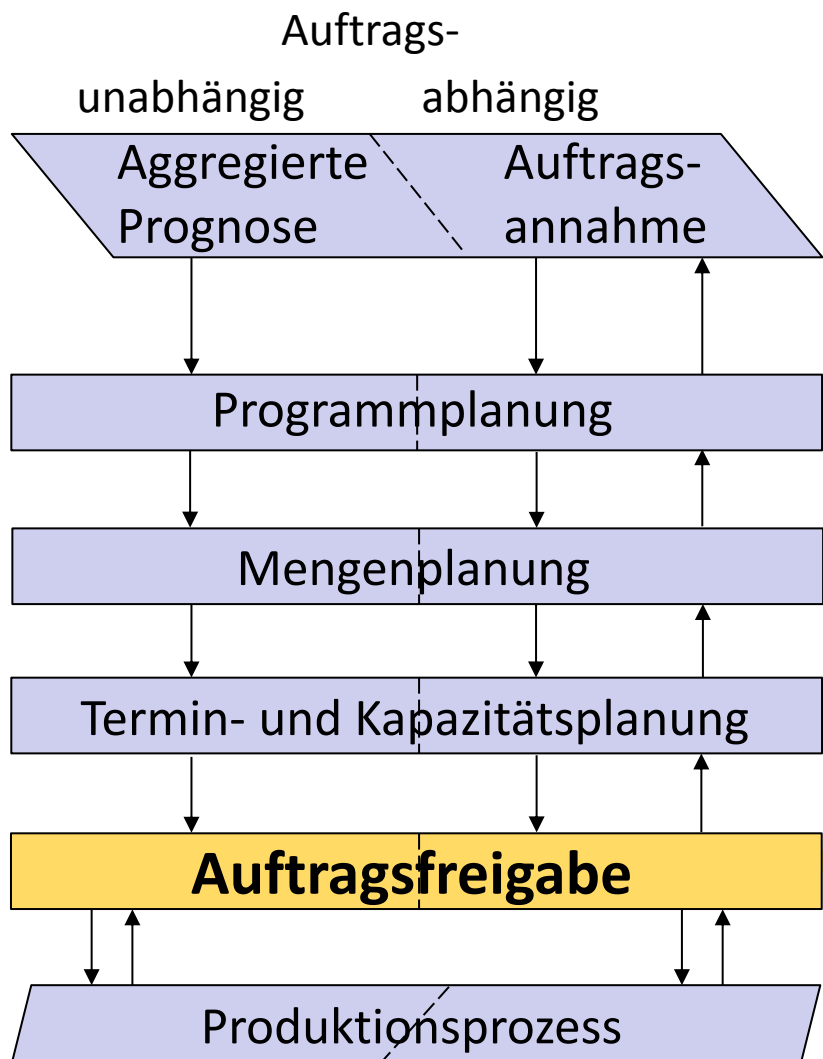 Auftrags-
unabhängig abhängig
Aggregierte Auftrags-
Prognose annahme
Programmplanung
Mengenplanung
Termin- und Kapazitätsplanung
Auftragsfreigabe
Produktionsprozess